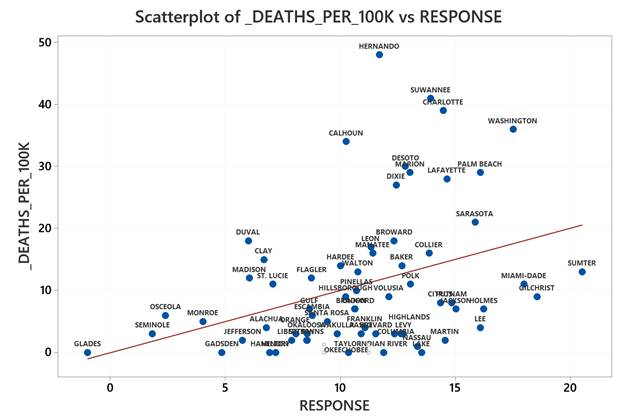 Scatterplot of _DEATHS_PER_100K vs RESPONSE
50
HERNANDO
SUWANNEE
40
CHARLOTTE
WASHINGTON
CALHOUN
_DEATHS_PER_100K
30
DESOTO
MARION
PALM BEACH
LAFAYETTE
DIXIE
SARASOTA
20
DUVAL
BROWARD
LEON
MANATEE
CLAY
COLLIER
HARDEE
BAKER
WALTON
SUMTER
MADISON
ST. LUCIE
FLAGLER
POLK
MIAMI-DADE
10
PINELLAS
HILLSBOROUGH
VOLUSIA
GILCHRIST
CITRUS
PUTNAM
JACKSON
HOLMES
GULF
ESCAMBIA
OSCEOLA
MONROE
SANTA ROSA
ALACHUA
ORANGE
HIGHLANDS
LEE
SEMINOLE
OKALOOSA
WAKULLA
FRANKLIN
LEVY
JEFFERSON
COLUMBIA
MARTIN
NASSAU
0
GLADES
GADSDEN
TAYLOR
LAKE
OKEECHOBEE
0
5
10
15
20
RESPONSE